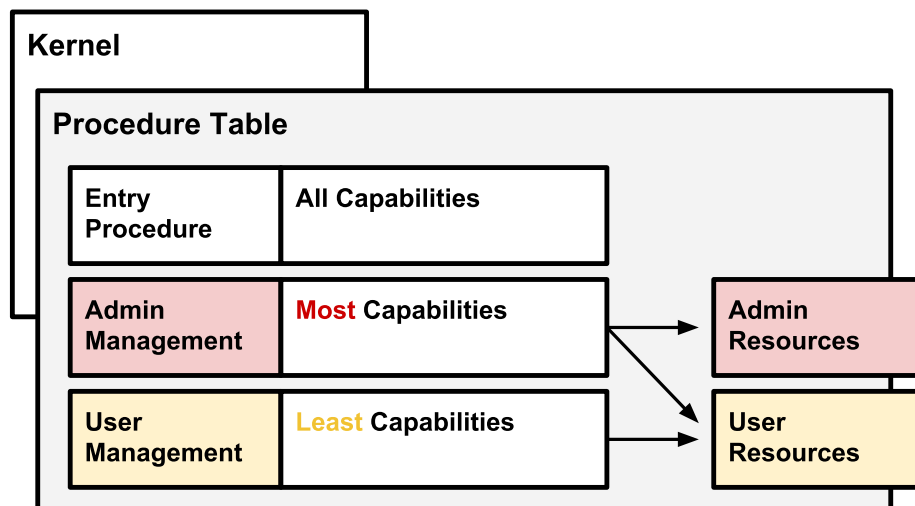 Kernel
Procedure Table
Entry
Procedure
All Capabilities
Admin
Management
Most Capabilities
Admin
Resources
User
Management
Least Capabilities
User
Resources